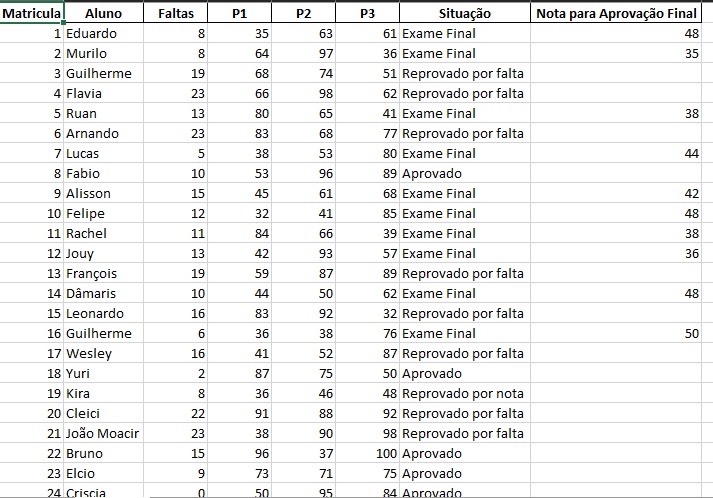 Matricula Aluno Faltas P1 P2 P3 Situação Nota para Aprovação Final
1 Eduardo 8 35 63 61 Exame Final 48
2 Murilo 8 64 97 36 Exame Final 35
3 Guilherme 19 68 74 51 Reprovado por falta
4 Flavia 23 66 98 62 Reprovado por falta
5 Ruan 13 80 65 41 Exame Final 38
6 Arnando 23 83 68 77 Reprovado por falta
7 Lucas 5 38 53 80 Exame Final 44
8 Fabio 10 53 96 89 Aprovado
9 Alisson 15 45 61 68 Exame Final 42
10 Felipe 12 32 41 85 Exame Final 48
11 Rachel 11 84 66 39 Exame Final 38
12 Jouy 13 42 93 57 Exame Final 36
13 François 19 59 87 89 Reprovado por falta
14 Dâmaris 10 44 50 62 Exame Final 48
15 Leonardo 16 83 92 32 Reprovado por falta
16 Guilherme 6 36 38 76 Exame Final 50
17 Wesley 16 41 52 87 Reprovado por falta
18 Yuri 2 87 75 50 Aprovado
19 Kira 8 36 46 48 Reprovado por nota
20 Cleici 22 91 88 92 Reprovado por falta
21 João Moacir 23 38 90 98 Reprovado por falta
22 Bruno 15 96 37 100 Aprovado
23 Elcio 9 73 71 75 Aprovado
24 Criscia 0 50 95 84 Aprovado